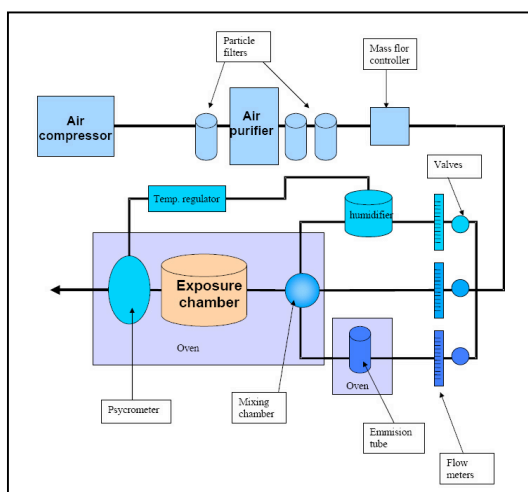 Particle
filters
Mass flor
controller
Air
compressor
Air
purifier
Valves
Temp. regulator
humidifier
Exposure
chamber
Oven
Oven
Psycrometer
Mixing
chamber
Emmision
tube
Flow
meters